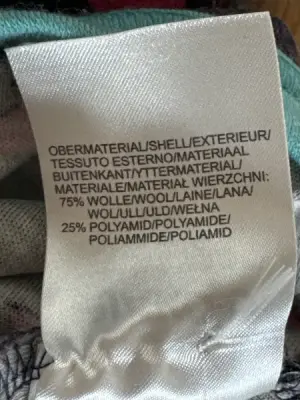 OBERMATERIAL/SHELL/EXTERIEUR/
TESSUTO ESTERNO/MATERIAAL
BUITENKANT/YTTERMATERIAL/
MATERIALE/MATERIAŁ WIERZCHNI:
75% WOLLE/WOOL/LAINE/LANA/
WOL/ULL/ULD/WEŁNA
25% POLYAMID/POLYAMIDE/
POLIAMMIDE/POLIAMID